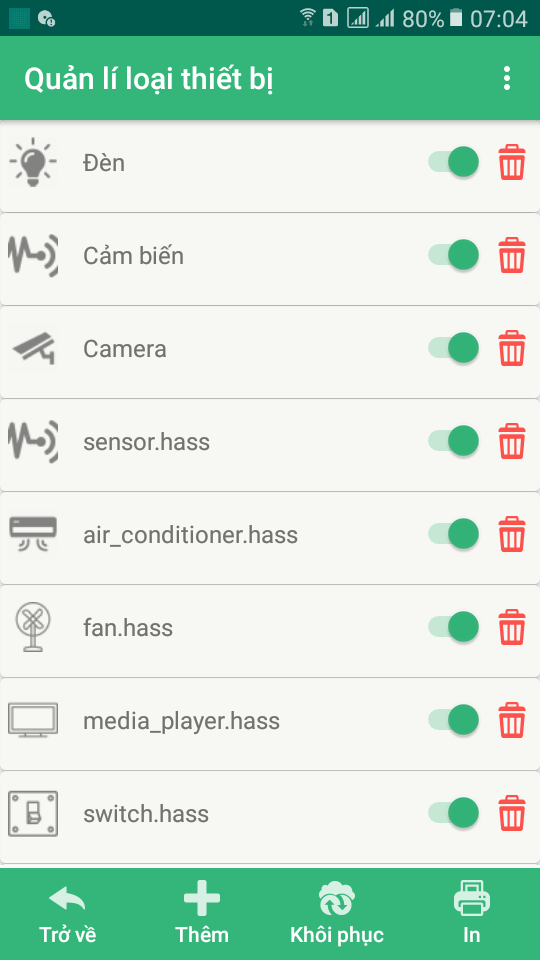 80% 07:04
Quản lí loại thiết bị
Đèn
Cảm biến
Camera
sensor.hass
air_conditioner.hass
fan.hass
media_player.hass
switch.hass
Trở về Thêm Khôi phục In